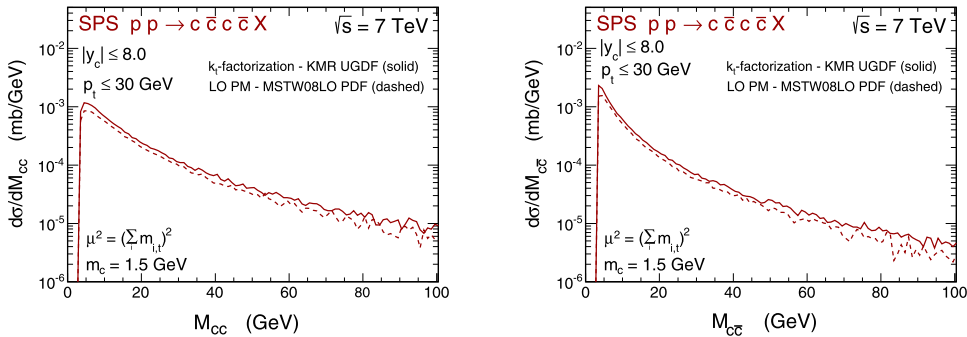 SPS p p → c c̅ c c̅ X √s = 7 TeV
|y_c| ≤ 8.0
p_t ≤ 30 GeV
k_t-factorization - KMR UGDF (solid)
LO PM - MSTW08LO PDF (dashed)
dσ/dM_cc (mb/GeV)
10⁻²
10⁻³
10⁻⁴
10⁻⁵
10⁻⁶
μ² = (∑_i m_i,t)²
m_c = 1.5 GeV
0 20 40 60 80 100
M_cc (GeV)
SPS p p → c c̅ c c̅ X √s = 7 TeV
|y_c| ≤ 8.0
p_t ≤ 30 GeV
k_t-factorization - KMR UGDF (solid)
LO PM - MSTW08LO PDF (dashed)
dσ/dM_cc̅ (mb/GeV)
10⁻²
10⁻³
10⁻⁴
10⁻⁵
10⁻⁶
μ² = (∑_i m_i,t)²
m_c = 1.5 GeV
0 20 40 60 80 100
M_cc̅ (GeV)